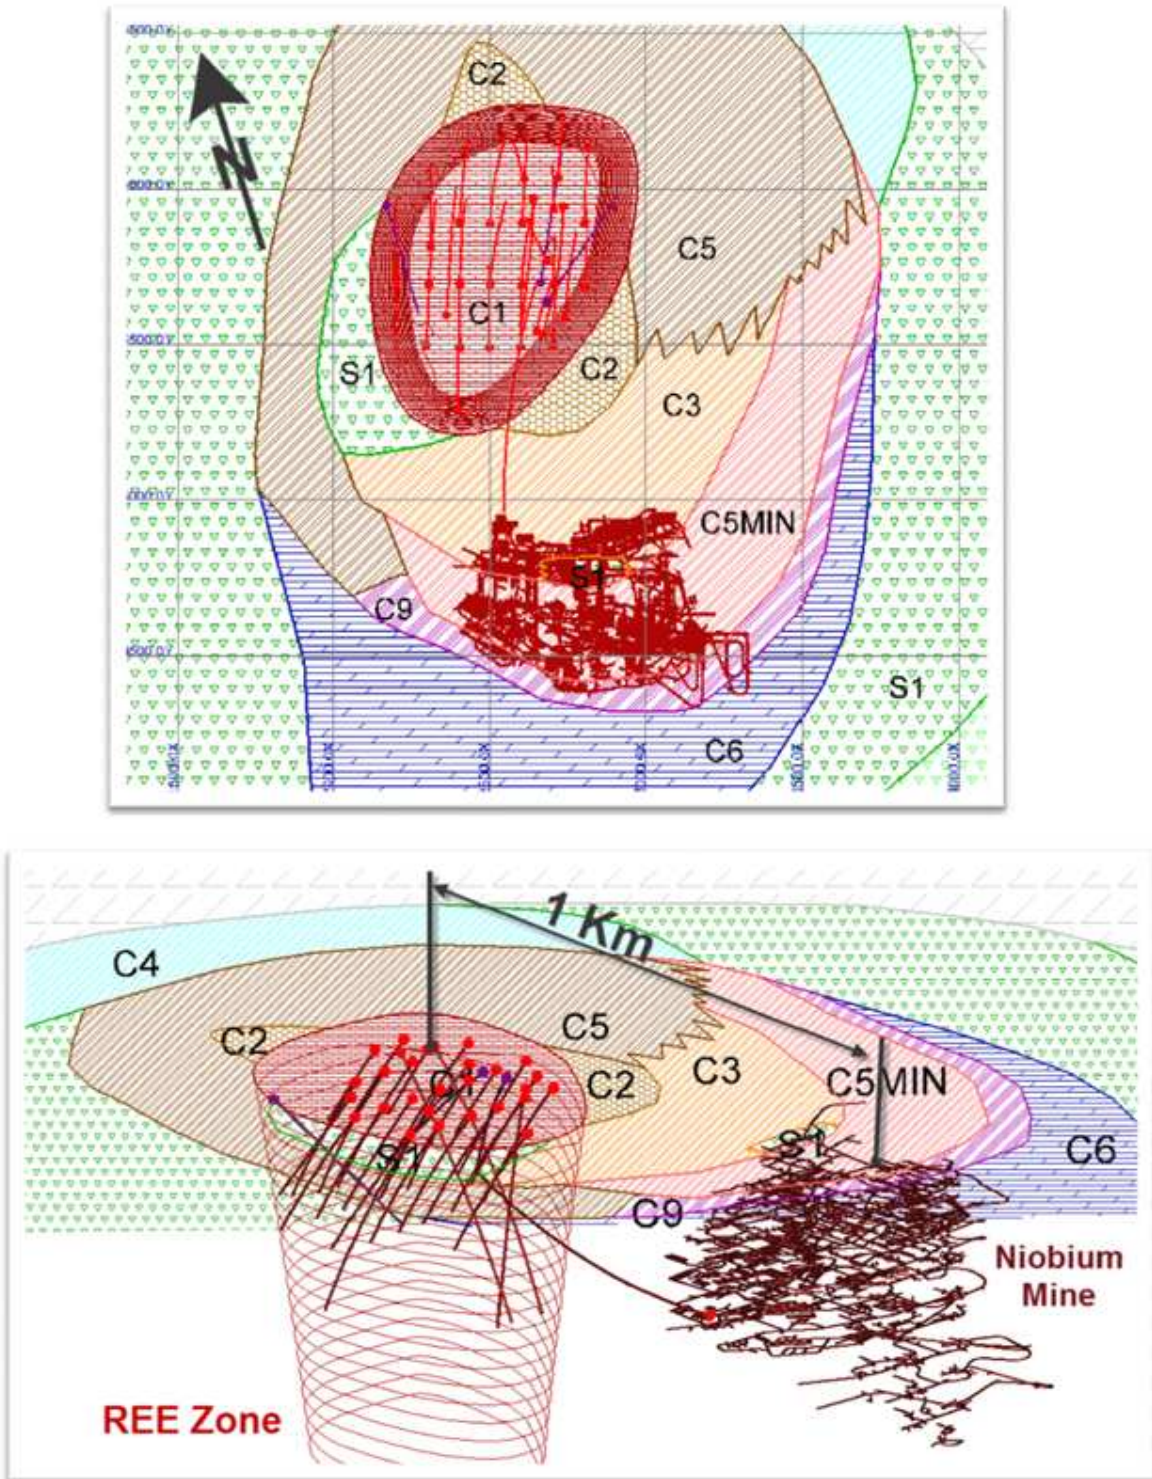 C2
N
C5
C1
C2
S1
C3
C5MIN
S1
C9
S1
C6
1 Km
C4
C2
C5
C1
C2
C3
C5MIN
S1
S1
C6
C9
Niobium
Mine
REE Zone